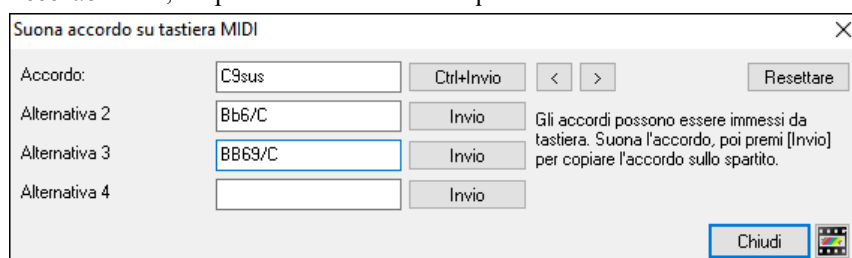 Suona accordo su tastiera MIDI
Accordo: C9sus Ctrl+Invio < > Resettare
Alternativa 2 Bb6/C Invio
Gli accordi possono essere immessi da
Alternativa 3 BB69/C Invio
tastiera. Suona l'accordo, poi premi [Invio]
per copiare l'accordo sullo spartito.
Alternativa 4 Invio
Chiudi